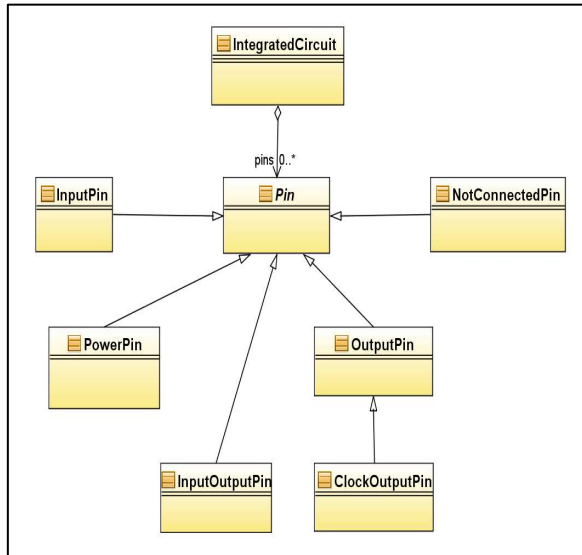 IntegratedCircuit
pins 0..*
InputPin
Pin
NotConnectedPin
PowerPin
OutputPin
InputOutputPin
ClockOutputPin